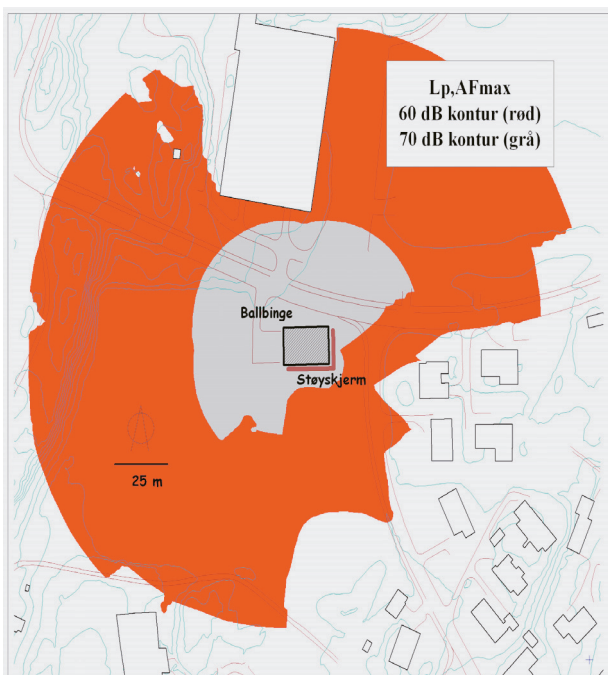 Lp,AFmax
60 dB kontur (rød)
70 dB kontur (grå)
Ballbinge
Støyskjerm
25 m